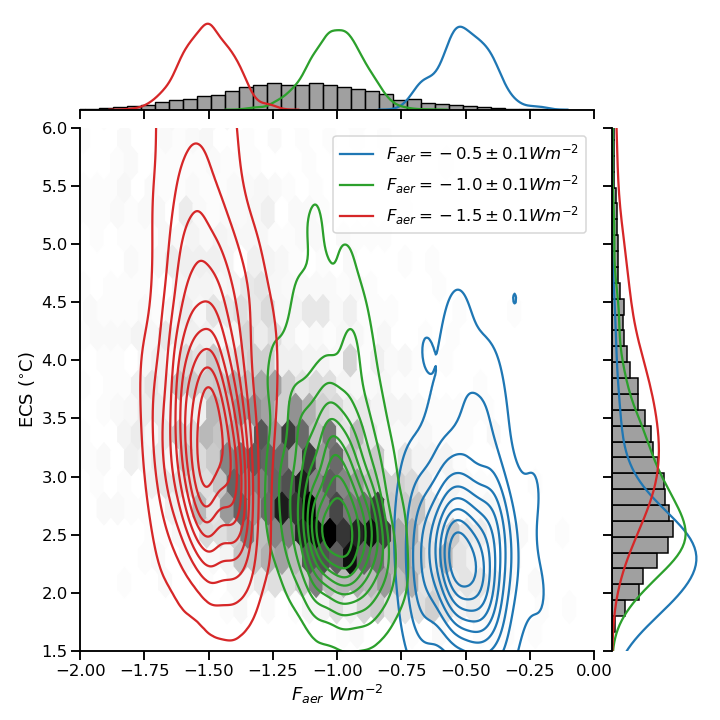 6.0
5.5
5.0
4.5
4.0
3.5
3.0
2.5
2.0
1.5
ECS (°C)
F_aer = −0.5 ± 0.1Wm⁻²
F_aer = −1.0 ± 0.1Wm⁻²
F_aer = −1.5 ± 0.1Wm⁻²
−2.00 −1.75 −1.50 −1.25 −1.00 −0.75 −0.50 −0.25 0.00
F_aer Wm⁻²